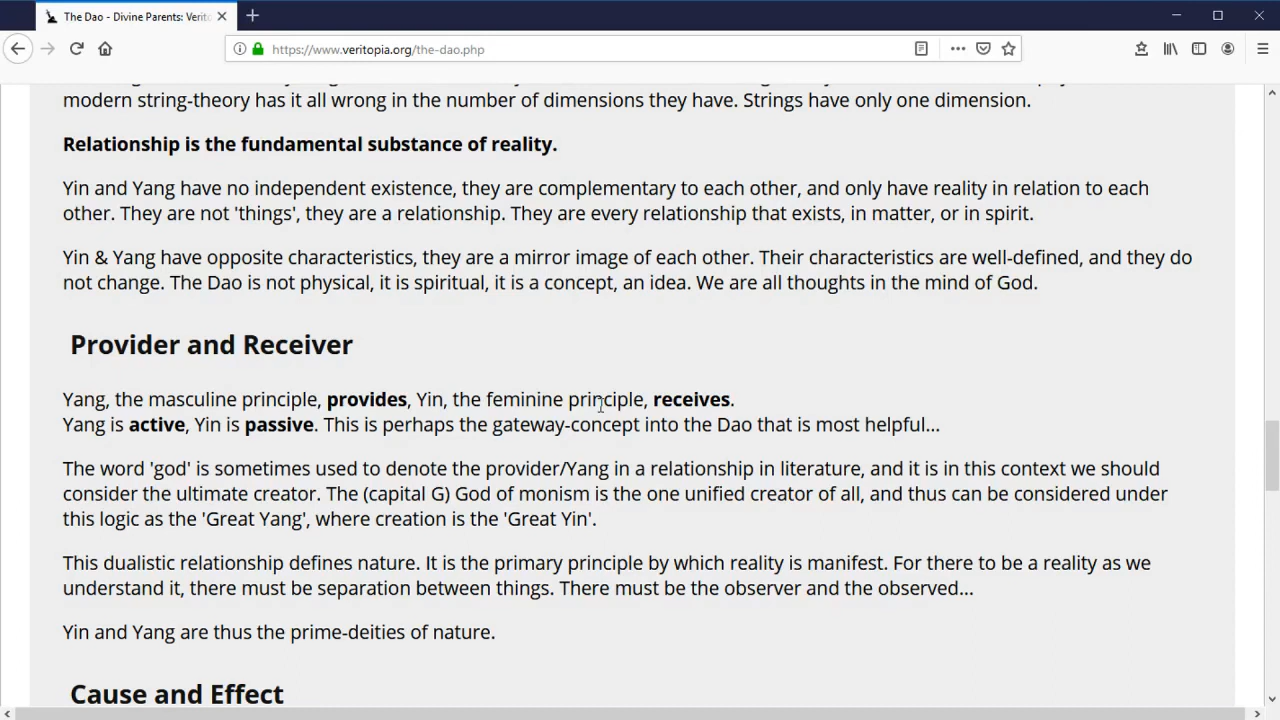 The Dao - Divine Parents: Verito
https://www.veritopia.org/the-dao.php
modern string-theory has it all wrong in the number of dimensions they have. Strings have only one dimension.
Relationship is the fundamental substance of reality.
Yin and Yang have no independent existence, they are complementary to each other, and only have reality in relation to each
other. They are not 'things', they are a relationship. They are every relationship that exists, in matter, or in spirit.
Yin & Yang have opposite characteristics, they are a mirror image of each other. Their characteristics are well-defined, and they do
not change. The Dao is not physical, it is spiritual, it is a concept, an idea. We are all thoughts in the mind of God.
Provider and Receiver
Yang, the masculine principle, provides, Yin, the feminine principle, receives.
Yang is active, Yin is passive. This is perhaps the gateway-concept into the Dao that is most helpful...
The word 'god' is sometimes used to denote the provider/Yang in a relationship in literature, and it is in this context we should
consider the ultimate creator. The (capital G) God of monism is the one unified creator of all, and thus can be considered under
this logic as the 'Great Yang', where creation is the 'Great Yin'.
This dualistic relationship defines nature. It is the primary principle by which reality is manifest. For there to be a reality as we
understand it, there must be separation between things. There must be the observer and the observed...
Yin and Yang are thus the prime-deities of nature.
Cause and Effect